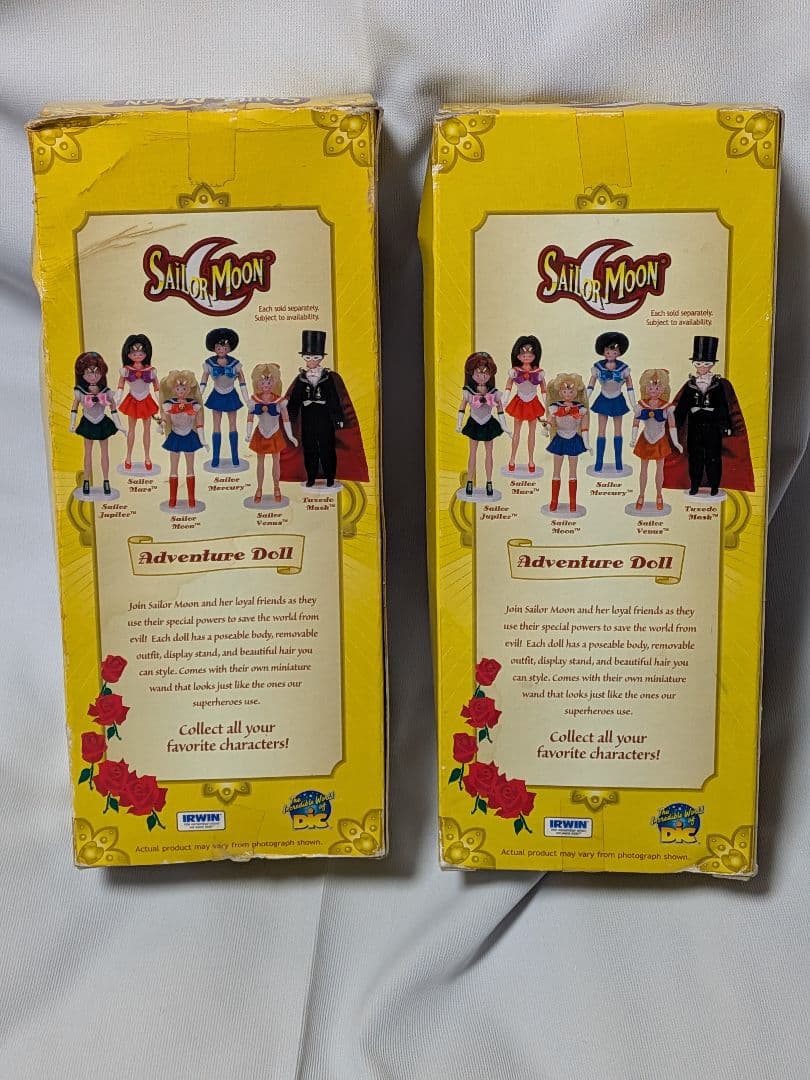 SAILOR MOON
Each sold separately.
Subject to availability.
Sailor
Mars™
Sailor
Mercury™
Tuxedo
Mask™
Sailor
Jupiter™
Sailor
Moon™
Sailor
Venus™
Adventure Doll
Join Sailor Moon and her loyal friends as they
use their special powers to save the world from
evil! Each doll has a poseable body, removable
outfit, display stand, and beautiful hair you
can style. Comes with their own miniature
wand that looks just like the ones our
superheroes use.
Collect all your
favorite characters!
IRWIN
The
Incredible World
of
DiC
Actual product may vary from photograph shown.
SAILOR MOON
Each sold separately.
Subject to availability.
Sailor
Mars™
Sailor
Mercury™
Tuxedo
Mask™
Sailor
Jupiter™
Sailor
Moon™
Sailor
Venus™
Adventure Doll
Join Sailor Moon and her loyal friends as they
use their special powers to save the world from
evil! Each doll has a poseable body, removable
outfit, display stand, and beautiful hair you
can style. Comes with their own miniature
wand that looks just like the ones our
superheroes use.
Collect all your
favorite characters!
IRWIN
The
Incredible World
of
DiC
Actual product may vary from photograph shown.